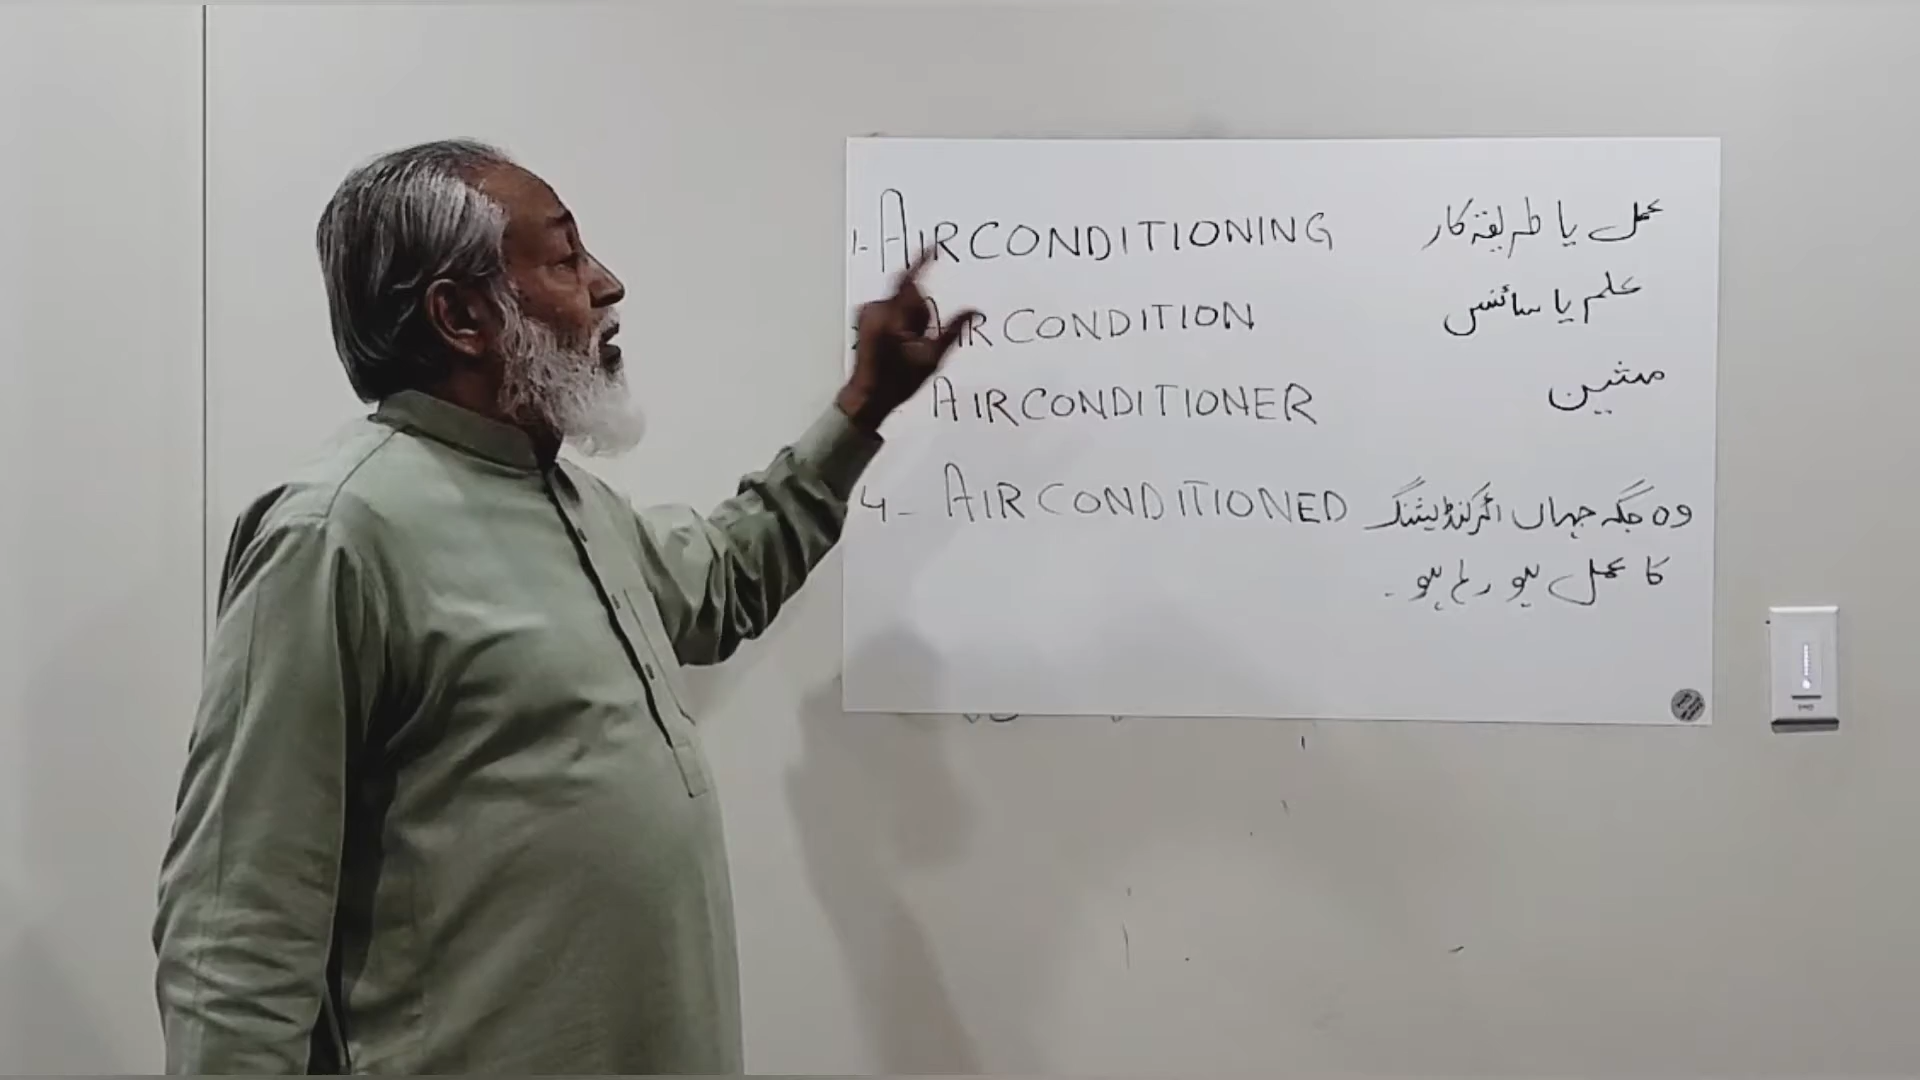 1- AIRCONDITIONING عمل یا طریقہ کار
AIRCONDITION علم یا سائنس
AIRCONDITIONER مشین
4- AIRCONDITIONED وہ جگہ جہاں ائرکنڈیشنگ
کا عمل ہو رہا ہو۔